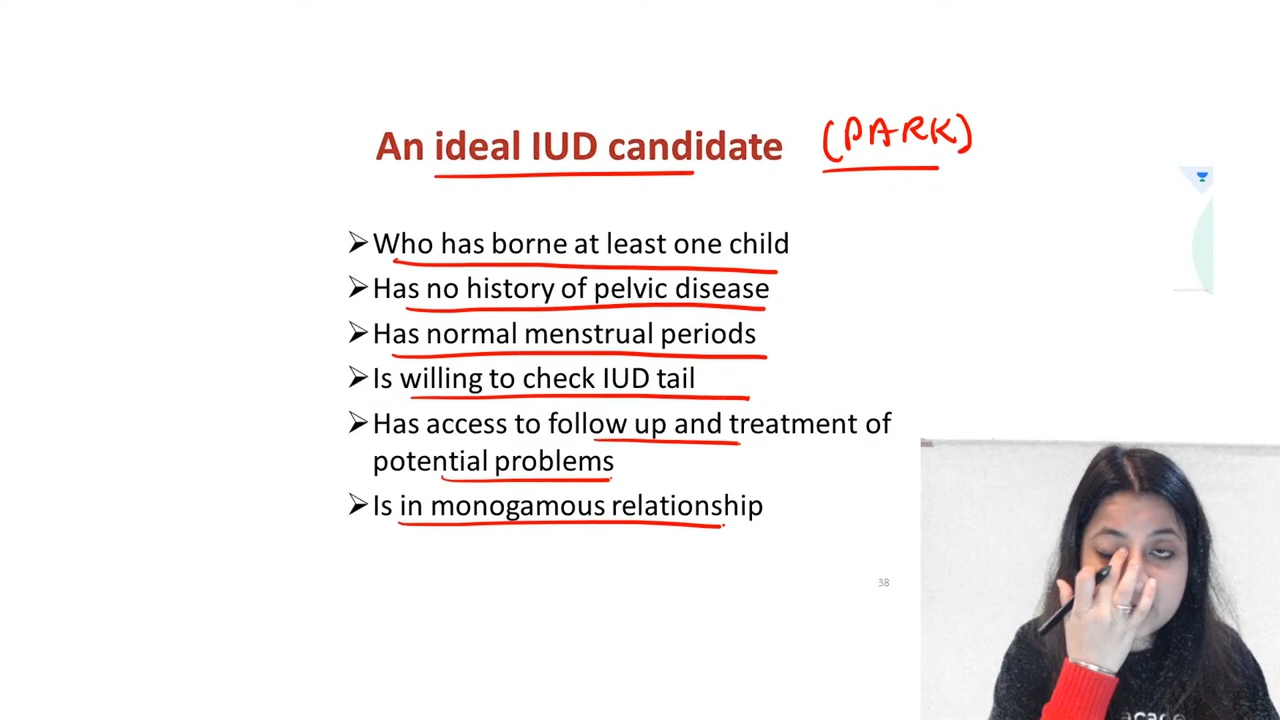 An ideal IUD candidate (PARK)
➢Who has borne at least one child
➢Has no history of pelvic disease
➢Has normal menstrual periods
➢Is willing to check IUD tail
➢Has access to follow up and treatment of
potential problems
➢Is in monogamous relationship
38